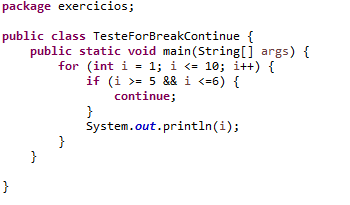 package exercicios;
public class TesteForBreakContinue {
public static void main(String[] args) {
for (int i = 1; i <= 10; i++) {
if (i >= 5 && i <=6) {
continue;
}
System.out.println(i);
}
}
}